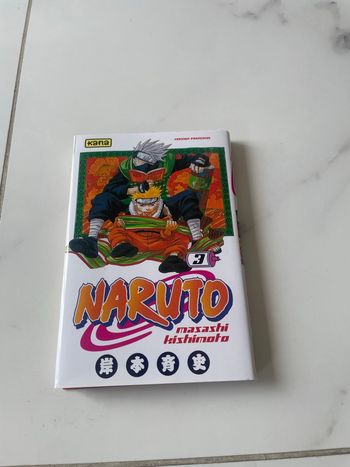 Kana
VERSION FRANÇAISE
3
NARUTO
masashi
kishimoto
岸本斉史